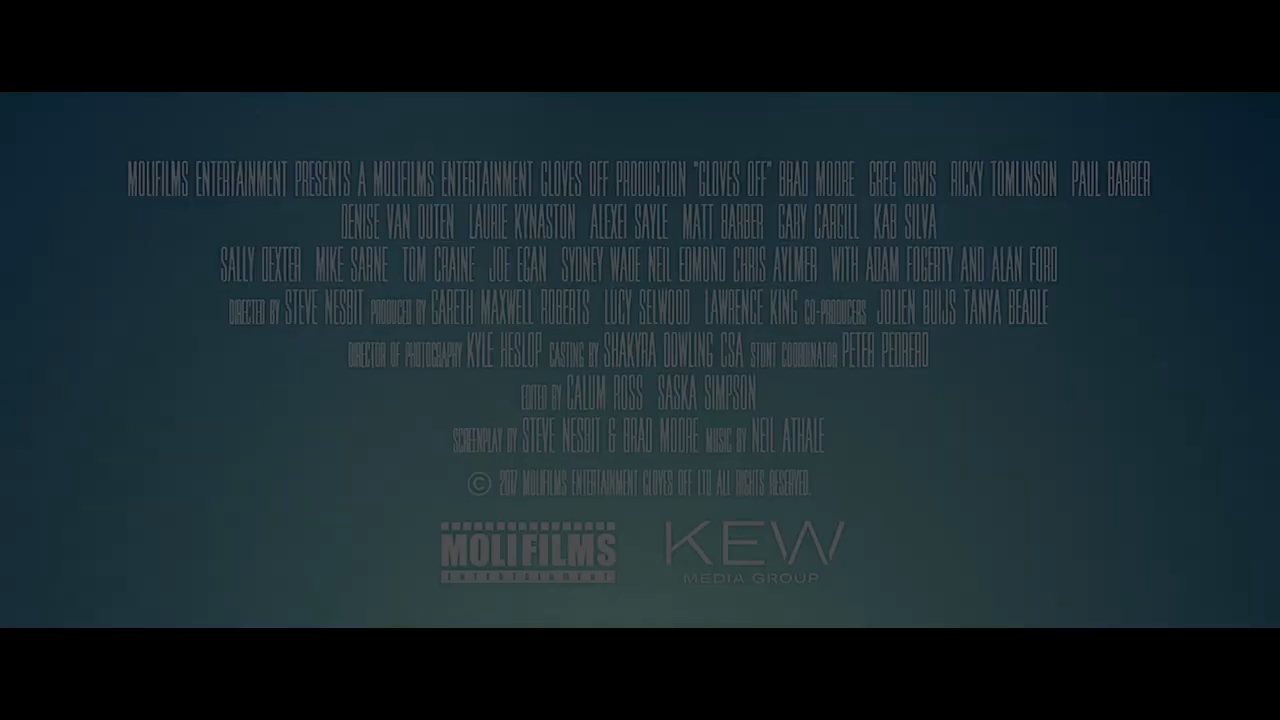 MOLIFILMS ENTERTAINMENT PRESENTS A MOLIFILMS ENTERTAINMENT GLOVES OFF PRODUCTION "GLOVES OFF" BRAD MOORE GREG ORVIS RICKY TOMLINSON PAUL BARBER
DENISE VAN OUTEN LAURIE KYNASTON ALEXEI SAYLE MATT BARBER GARY CARGILL KAB SILVA
SALLY DEXTER MIKE SARNE TOM CRAINE JOE EGAN SYDNEY WADE NEIL EDMOND CHRIS AYLMER WITH ADAM FOGERTY AND ALAN FORD
DIRECTED BY STEVE NESBIT PRODUCED BY GARETH MAXWELL ROBERTS LUCY SELWOOD LAWRENCE KING CO-PRODUCERS JOLIEN BUIJS TANYA BEADLE
DIRECTOR OF PHOTOGRAPHY KYLE HESLOP CASTING BY SHAKYRA DOWLING CSA STUNT COORDINATOR PETER PEDRERO
EDITED BY CALUM ROSS SASKA SIMPSON
SCREENPLAY BY STEVE NESBIT & BRAD MOORE MUSIC BY NEIL ATHALE
© 2017 MOLIFILMS ENTERTAINMENT GLOVES OFF LTD ALL RIGHTS RESERVED.
MOLIFILMS KEW
ENTERTAINMENT MEDIA GROUP